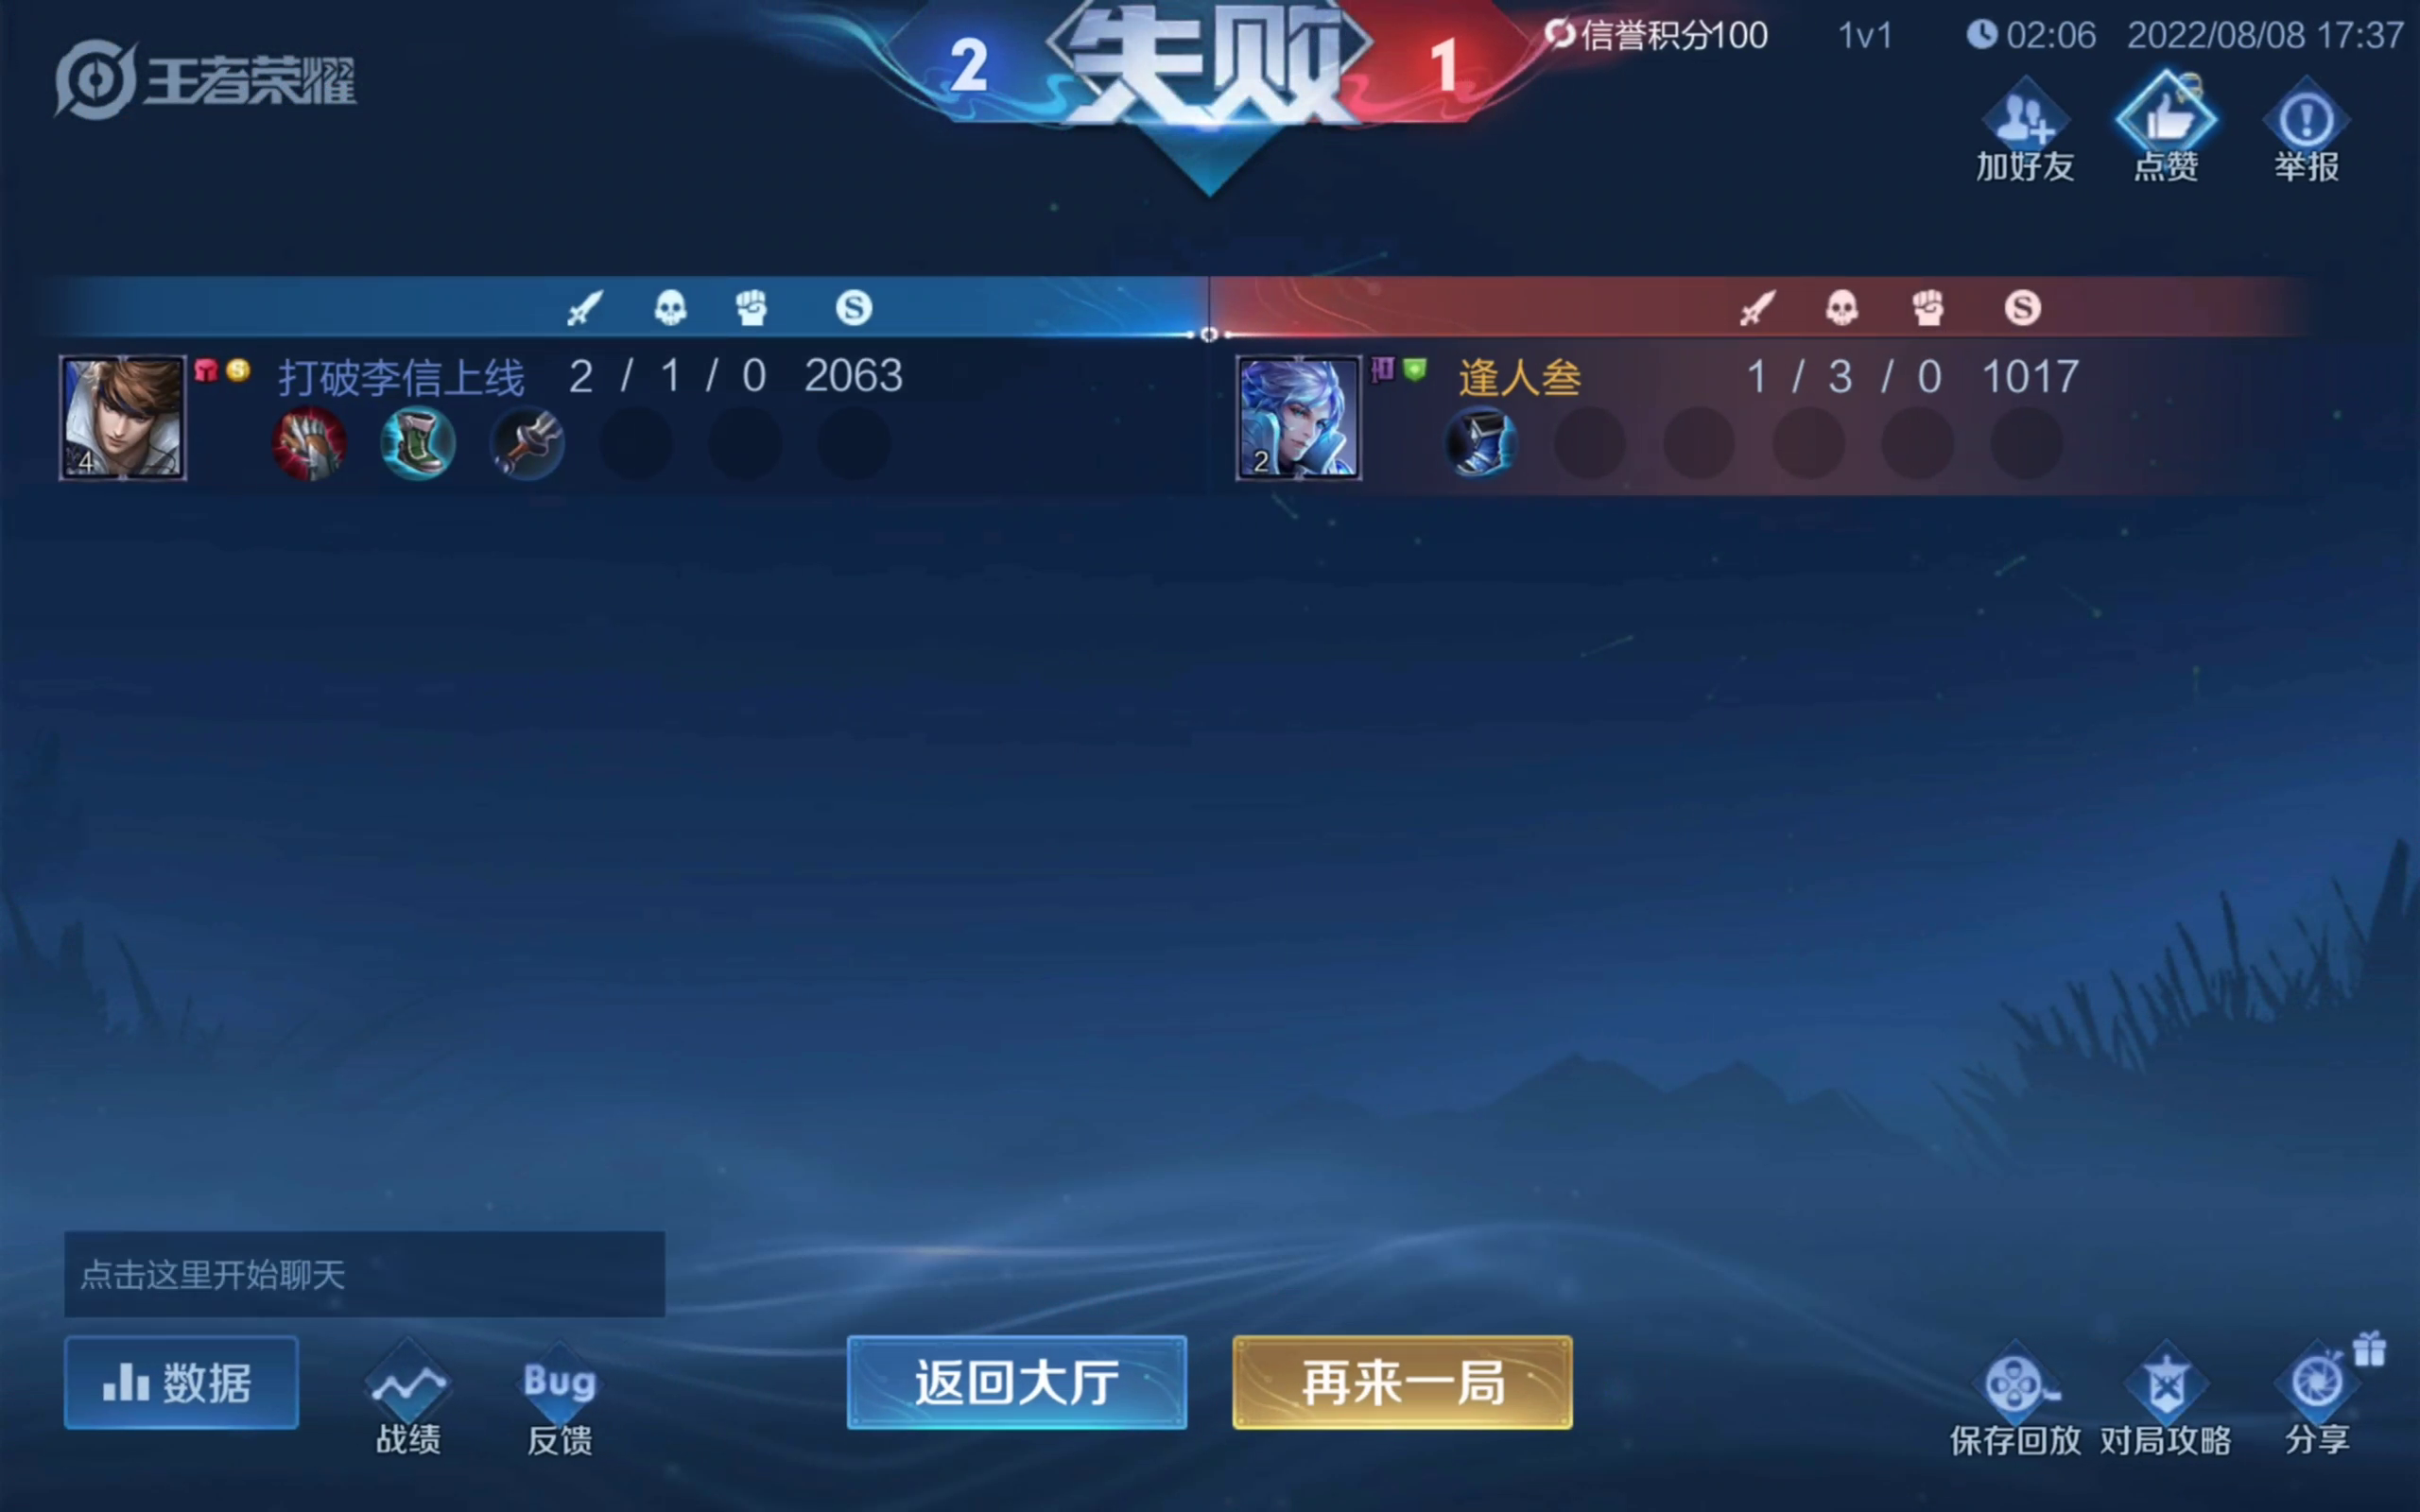 王者荣耀
2 失败 1
信誉积分100 1v1 02:06 2022/08/08 17:37
加好友 点赞 举报
S S
打破李信上线 2 / 1 / 0 2063
4
逢人叁 1 / 3 / 0 1017
2
点击这里开始聊天
数据 战绩 Bug 反馈
返回大厅 再来一局
保存回放 对局攻略 分享